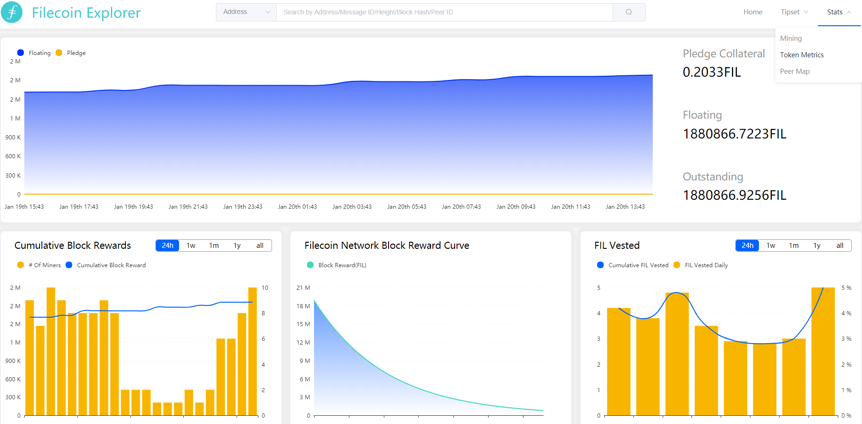 Filecoin Explorer
Address
Search by Address/Message ID/Height/Block Hash/Peer ID
Home
Tipset
Stats
Mining
Token Metrics
Peer Map
Floating
Pledge
2 M
2 M
2 M
1 M
900 K
600 K
300 K
0
Jan 19th 15:43
Jan 19th 17:43
Jan 19th 19:43
Jan 19th 21:43
Jan 19th 23:43
Jan 20th 01:43
Jan 20th 03:43
Jan 20th 05:43
Jan 20th 07:43
Jan 20th 09:43
Jan 20th 11:43
Jan 20th 13:43
Pledge Collateral
0.2033FIL
Floating
1880866.7223FIL
Outstanding
1880866.9256FIL
Cumulative Block Rewards
24h
1w
1m
1y
all
# Of Miners
Cumulative Block Reward
2 M
2 M
2 M
1 M
900 K
600 K
300 K
0
10
8
6
4
2
0
Filecoin Network Block Reward Curve
Block Reward(FIL)
21 M
18 M
15 M
12 M
9 M
6 M
3 M
0
FIL Vested
24h
1w
1m
1y
all
Cumulative FIL Vested
FIL Vested Daily
5
4
3
2
1
0
5 %
4 %
3 %
2 %
1 %
0 %